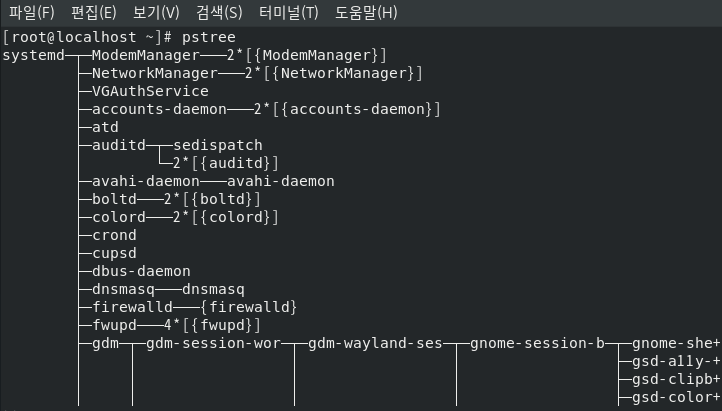 파일(F) 편집(E) 보기(V) 검색(S) 터미널(T) 도움말(H)
[root@localhost ~]# pstree
systemd─┬─ModemManager───2*[{ModemManager}]
        ├─NetworkManager───2*[{NetworkManager}]
        ├─VGAuthService
        ├─accounts-daemon───2*[{accounts-daemon}]
        ├─atd
        ├─auditd─┬─sedispatch
        │        └─2*[{auditd}]
        ├─avahi-daemon───avahi-daemon
        ├─boltd───2*[{boltd}]
        ├─colord───2*[{colord}]
        ├─crond
        ├─cupsd
        ├─dbus-daemon
        ├─dnsmasq───dnsmasq
        ├─firewalld───{firewalld}
        ├─fwupd───4*[{fwupd}]
        ├─gdm─┬─gdm-session-wor─┬─gdm-wayland-ses─┬─gnome-session-b─┬─gnome-she+
        │     │                 │                 │                 ├─gsd-a11y-+
        │     │                 │                 │                 ├─gsd-clipb+
        │     │                 │                 │                 ├─gsd-color+